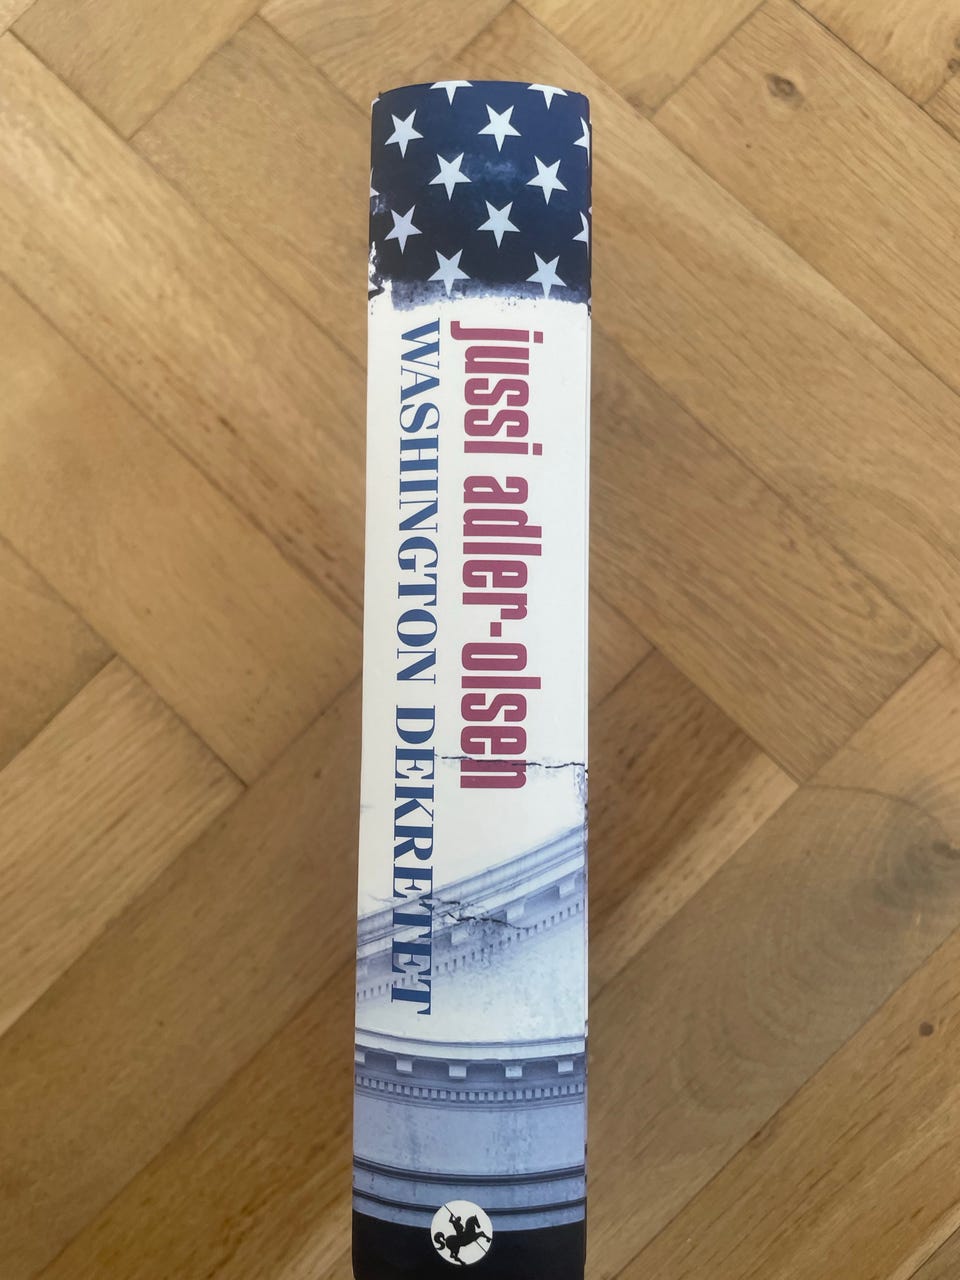 jussi adler-olsen
WASHINGTON DEKRETET